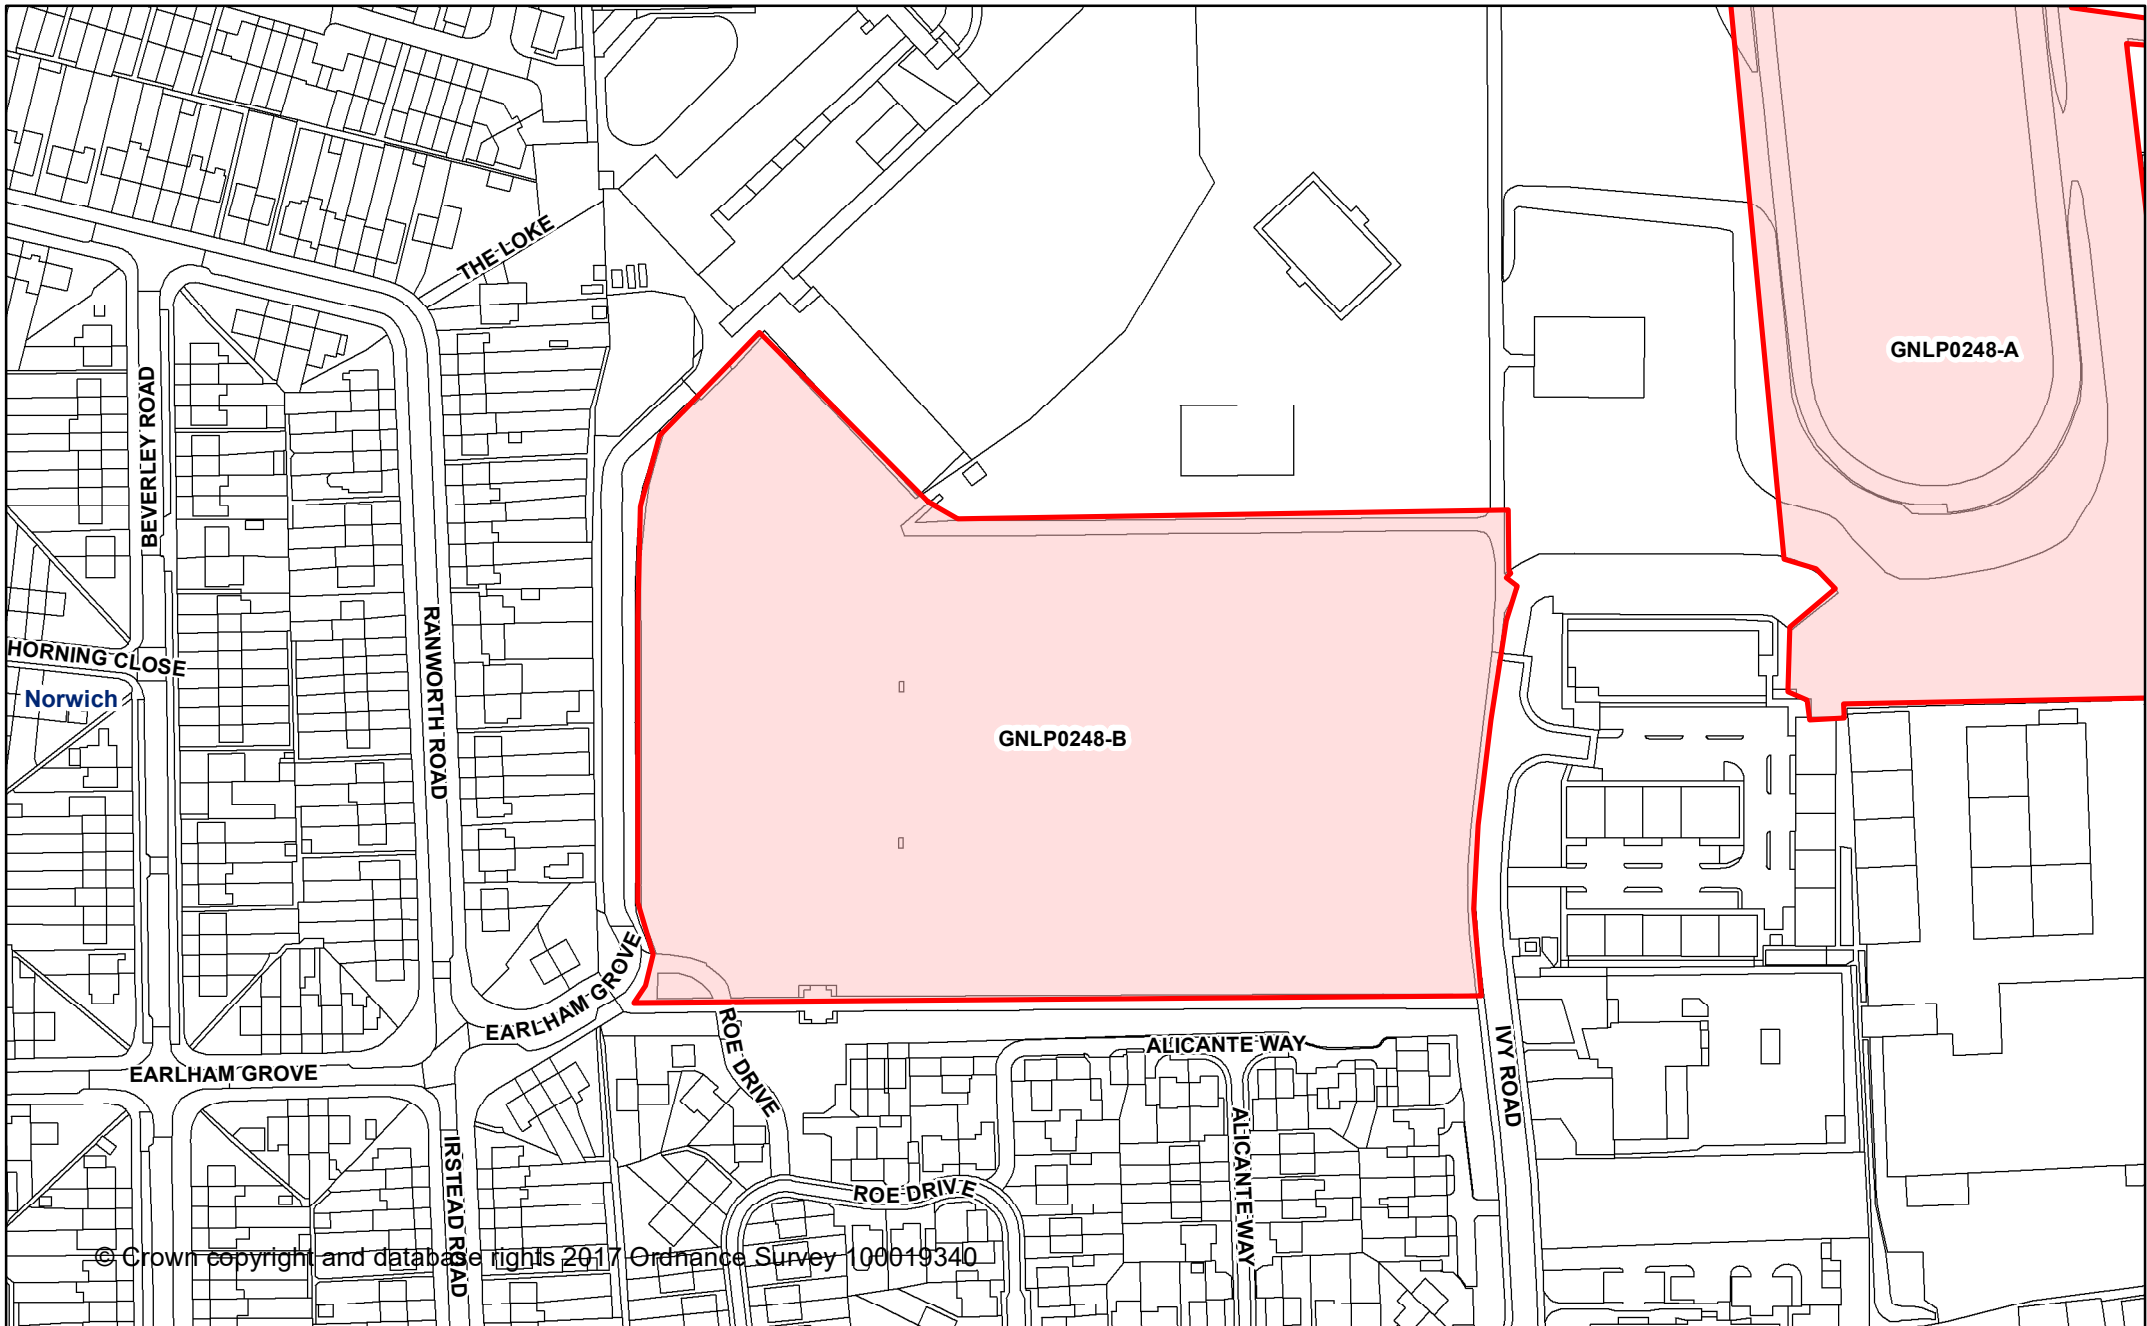 THE LOKE
GNLP0248-A
BEVERLEY ROAD
RANWORTH ROAD
HORNING CLOSE
Norwich
GNLP0248-B
EARLHAM GROVE
ROE DRIVE
ALICANTE WAY
IVY ROAD
EARLHAM GROVE
ALICANTE WAY
IRSTEAD ROAD
ROE DRIVE
© Crown copyright and database rights 2017 Ordnance Survey 100019340